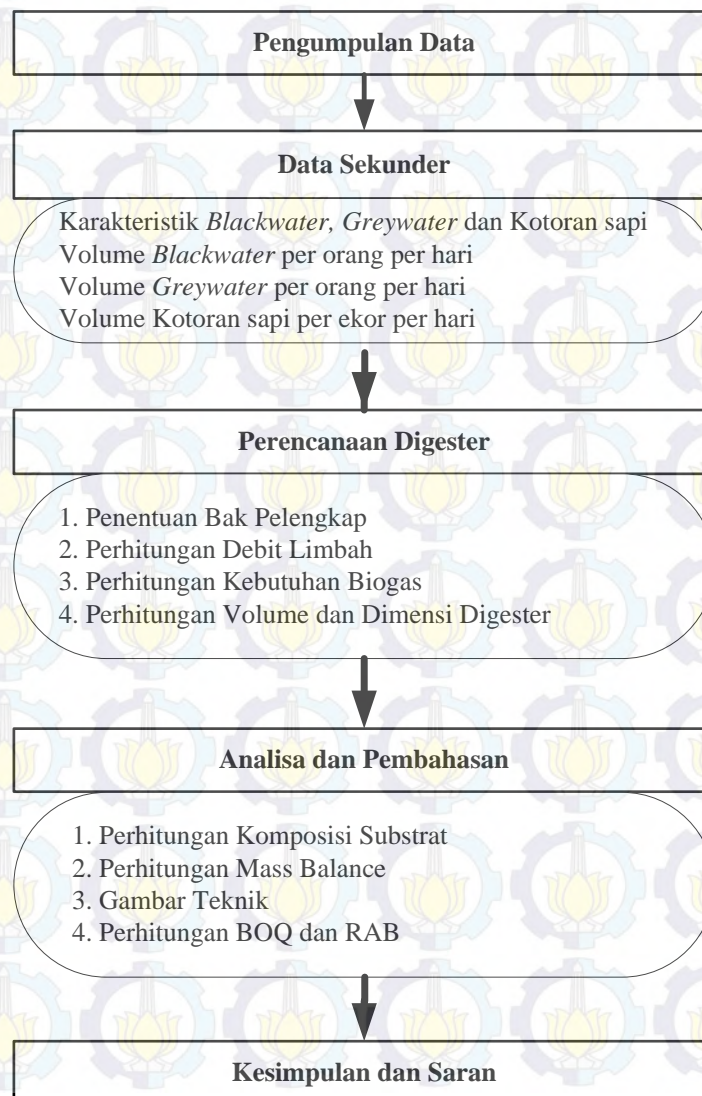 Pengumpulan Data
Data Sekunder
Karakteristik Blackwater, Greywater dan Kotoran sapi
Volume Blackwater per orang per hari
Volume Greywater per orang per hari
Volume Kotoran sapi per ekor per hari
Perencanaan Digester
1. Penentuan Bak Pelengkap
2. Perhitungan Debit Limbah
3. Perhitungan Kebutuhan Biogas
4. Perhitungan Volume dan Dimensi Digester
Analisa dan Pembahasan
1. Perhitungan Komposisi Substrat
2. Perhitungan Mass Balance
3. Gambar Teknik
4. Perhitungan BOQ dan RAB
Kesimpulan dan Saran